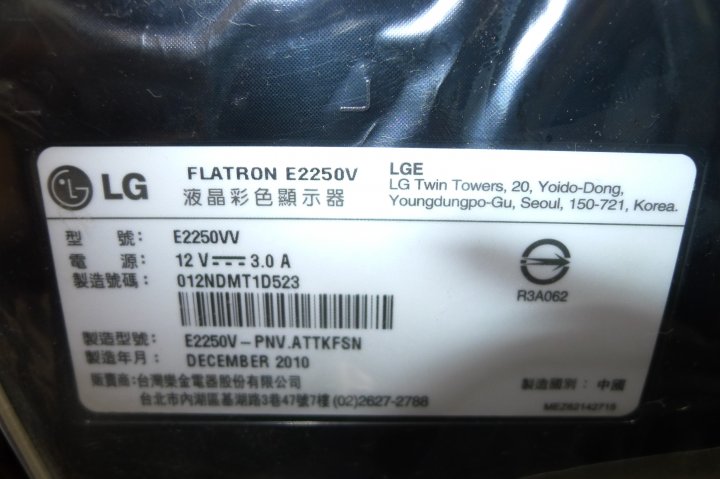 LG
FLATRON E2250V
液晶彩色顯示器
LGE
LG Twin Towers, 20, Yoido-Dong,
Youngdungpo-Gu, Seoul, 150-721, Korea.
型 號: E2250VV
電 源: 12 V⎓3.0 A
製造號碼: 012NDMT1D523
R3A062
製造型號: E2250V-PNV.ATTKFSN
製造年月: DECEMBER 2010
販賣商:台灣樂金電器股份有限公司
台北市內湖區基湖路3巷47號7樓 (02)2627-2788
製造國別: 中國
MEZ62142715